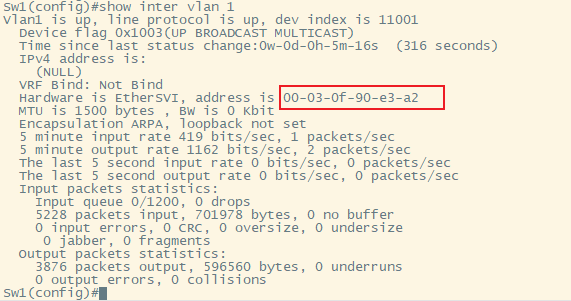 Sw1(config)#show inter vlan 1
Vlan1 is up, line protocol is up, dev index is 11001
Device flag 0x1003(UP BROADCAST MULTICAST)
Time since last status change:0w-0d-0h-5m-16s (316 seconds)
IPv4 address is:
(NULL)
VRF Bind: Not Bind
Hardware is EtherSVI, address is 00-03-0f-90-e3-a2
MTU is 1500 bytes , BW is 0 Kbit
Encapsulation ARPA, loopback not set
5 minute input rate 419 bits/sec, 1 packets/sec
5 minute output rate 1162 bits/sec, 2 packets/sec
The last 5 second input rate 0 bits/sec, 0 packets/sec
The last 5 second output rate 0 bits/sec, 0 packets/sec
Input packets statistics:
Input queue 0/1200, 0 drops
5228 packets input, 701978 bytes, 0 no buffer
0 input errors, 0 CRC, 0 oversize, 0 undersize
0 jabber, 0 fragments
Output packets statistics:
3876 packets output, 596560 bytes, 0 underruns
0 output errors, 0 collisions
Sw1(config)#